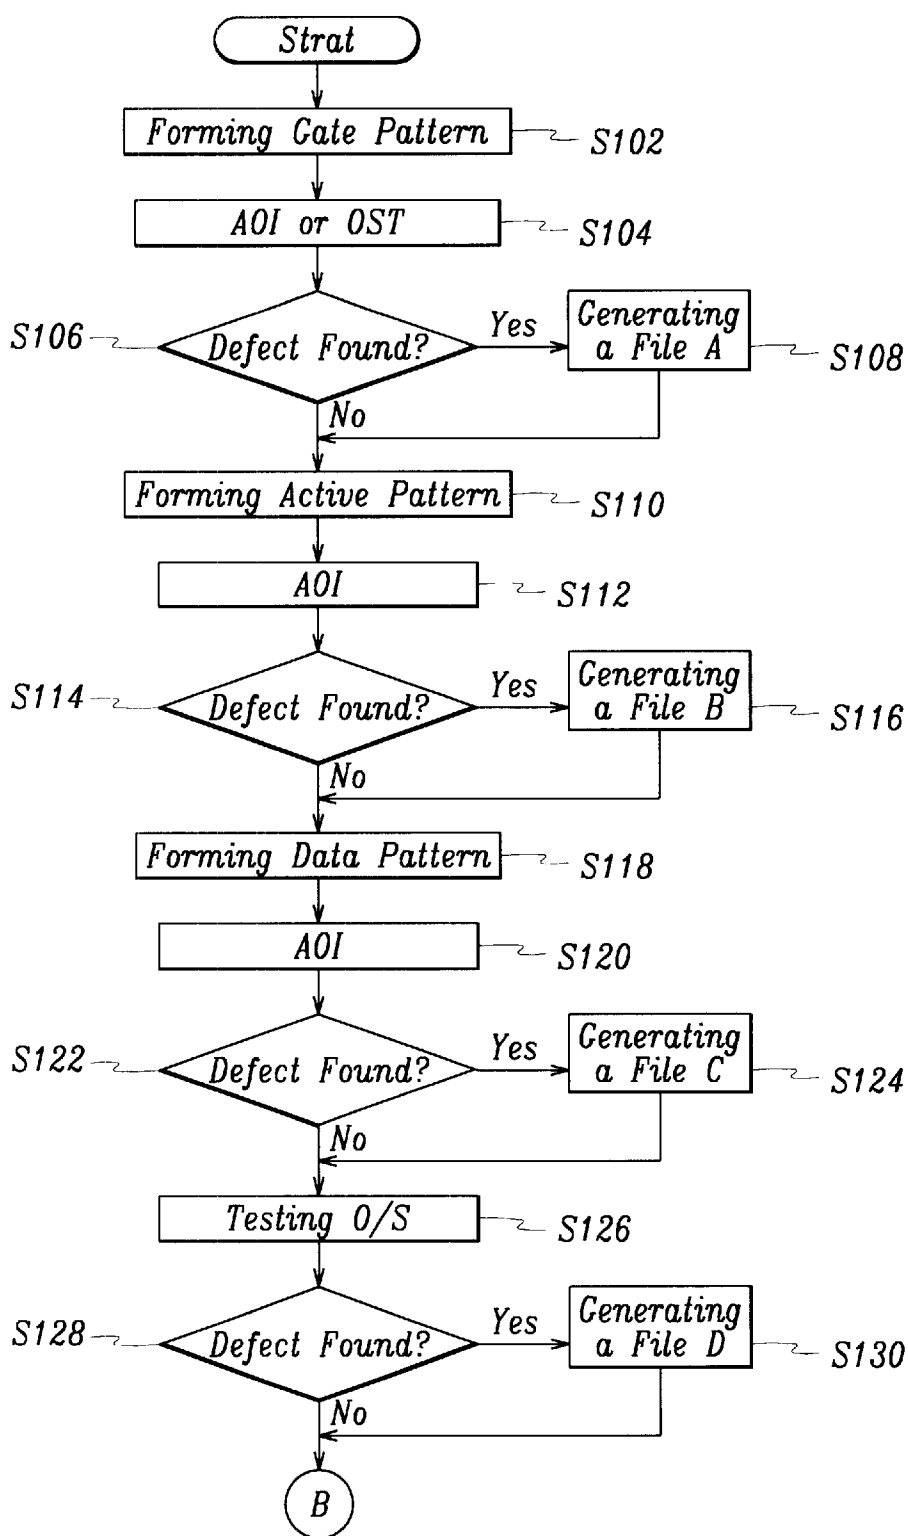 Strat
Forming Gate Pattern
S102
AOI or OST
S104
S106
Defect Found?
Yes
Generating
a File A
S108
No
Forming Active Pattern
S110
AOI
S112
S114
Defect Found?
Yes
Generating
a File B
S116
No
Forming Data Pattern
S118
AOI
S120
S122
Defect Found?
Yes
Generating
a File C
S124
No
Testing O/S
S126
S128
Defect Found?
Yes
Generating
a File D
S130
No
B